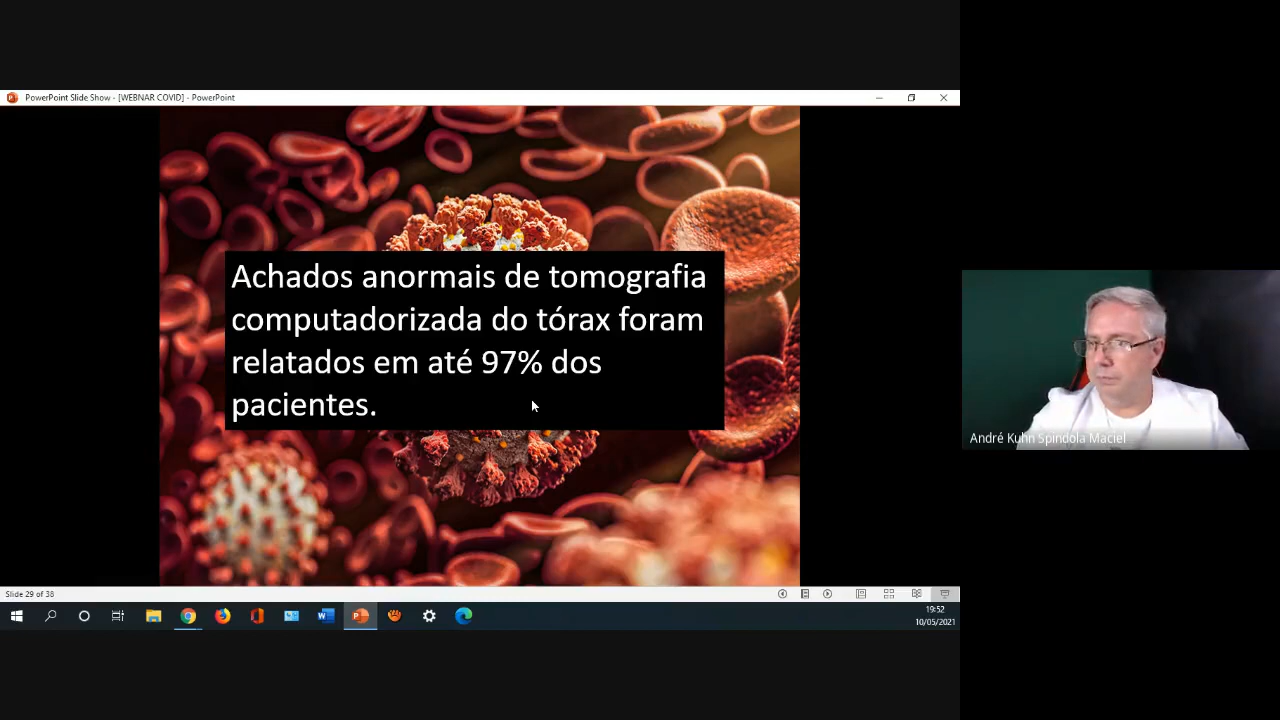 PowerPoint Slide Show - [WEBNAR COVID] - PowerPoint
Achados anormais de tomografia
computadorizada do tórax foram
relatados em até 97% dos
pacientes.
André Kuhn Spindola Maciel
Slide 29 of 38
19:52
10/05/2021